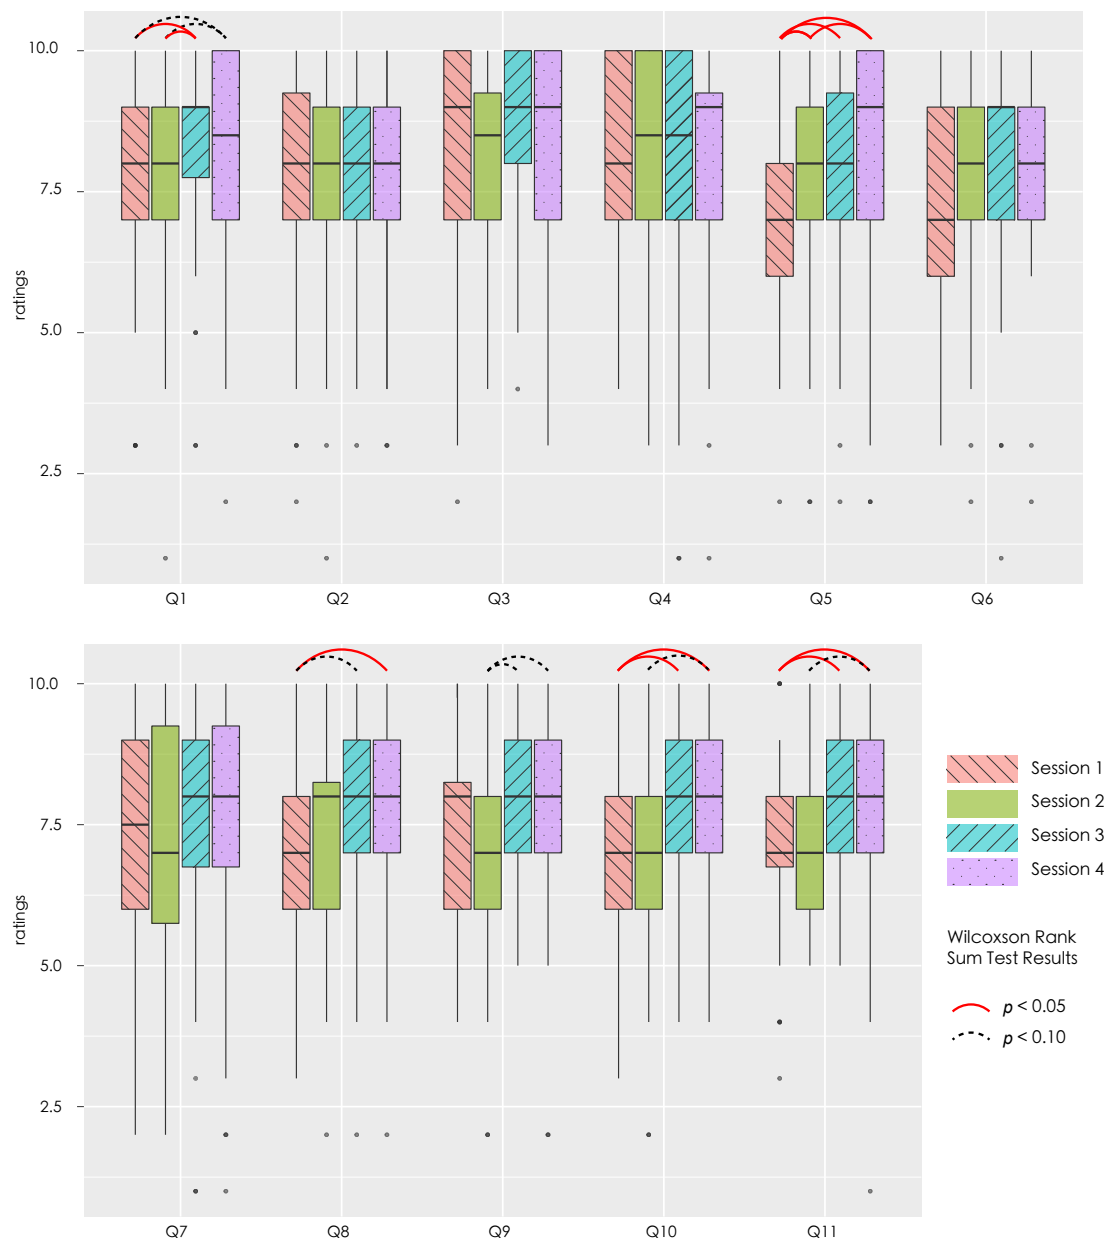 10.0
7.5
5.0
2.5
ratings
Q1 Q2 Q3 Q4 Q5 Q6
10.0
7.5
5.0
2.5
ratings
Q7 Q8 Q9 Q10 Q11
Session 1
Session 2
Session 3
Session 4
Wilcoxson Rank
Sum Test Results
p < 0.05
p < 0.10